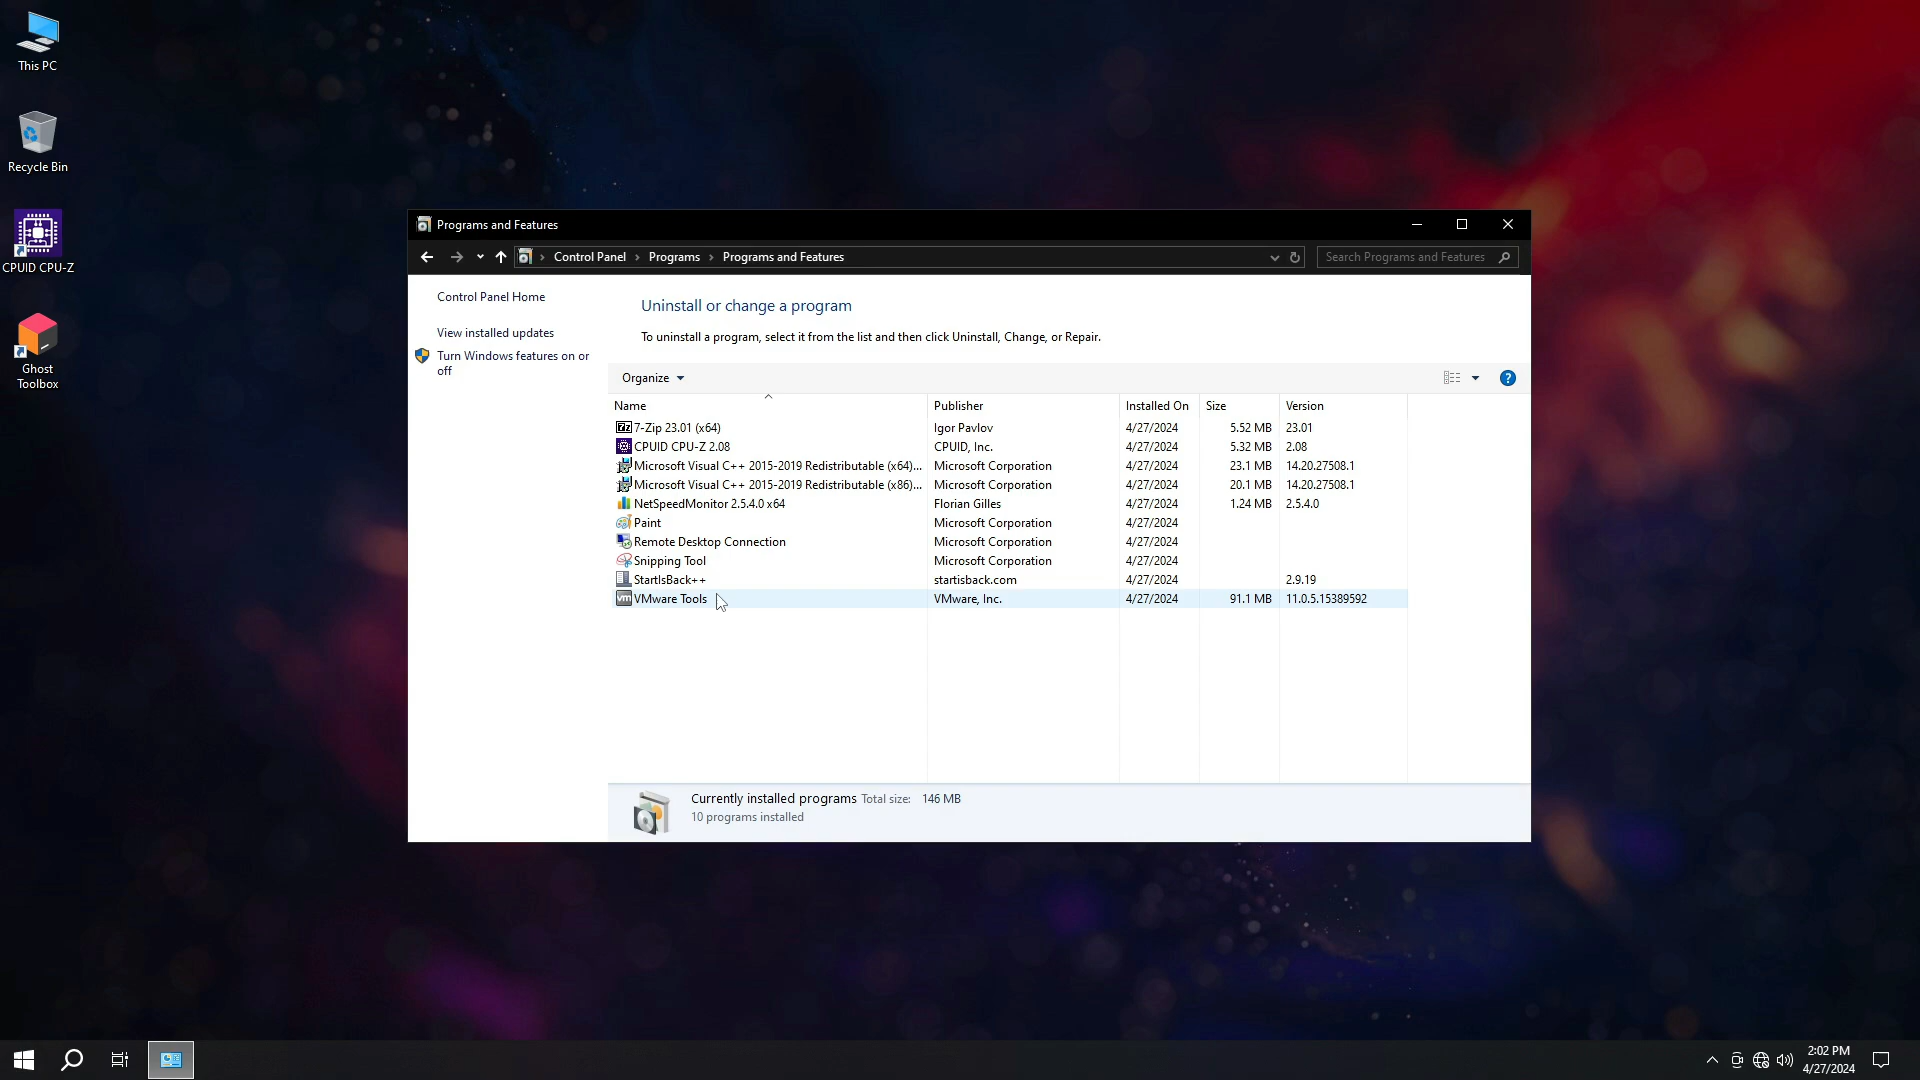 This PC
Recycle Bin
CPUID CPU-Z
Ghost
Toolbox
Programs and Features
Control Panel › Programs › Programs and Features
Search Programs and Features
Control Panel Home
View installed updates
Turn Windows features on or
off
Uninstall or change a program
To uninstall a program, select it from the list and then click Uninstall, Change, or Repair.
Organize
Name Publisher Installed On Size Version
7-Zip 23.01 (x64) Igor Pavlov 4/27/2024 5.52 MB 23.01
CPUID CPU-Z 2.08 CPUID, Inc. 4/27/2024 5.32 MB 2.08
Microsoft Visual C++ 2015-2019 Redistributable (x64)... Microsoft Corporation 4/27/2024 23.1 MB 14.20.27508.1
Microsoft Visual C++ 2015-2019 Redistributable (x86)... Microsoft Corporation 4/27/2024 20.1 MB 14.20.27508.1
NetSpeedMonitor 2.5.4.0 x64 Florian Gilles 4/27/2024 1.24 MB 2.5.4.0
Paint Microsoft Corporation 4/27/2024
Remote Desktop Connection Microsoft Corporation 4/27/2024
Snipping Tool Microsoft Corporation 4/27/2024
StartIsBack++ startisback.com 4/27/2024 2.9.19
VMware Tools VMware, Inc. 4/27/2024 91.1 MB 11.0.5.15389592
Currently installed programs Total size: 146 MB
10 programs installed
2:02 PM
4/27/2024